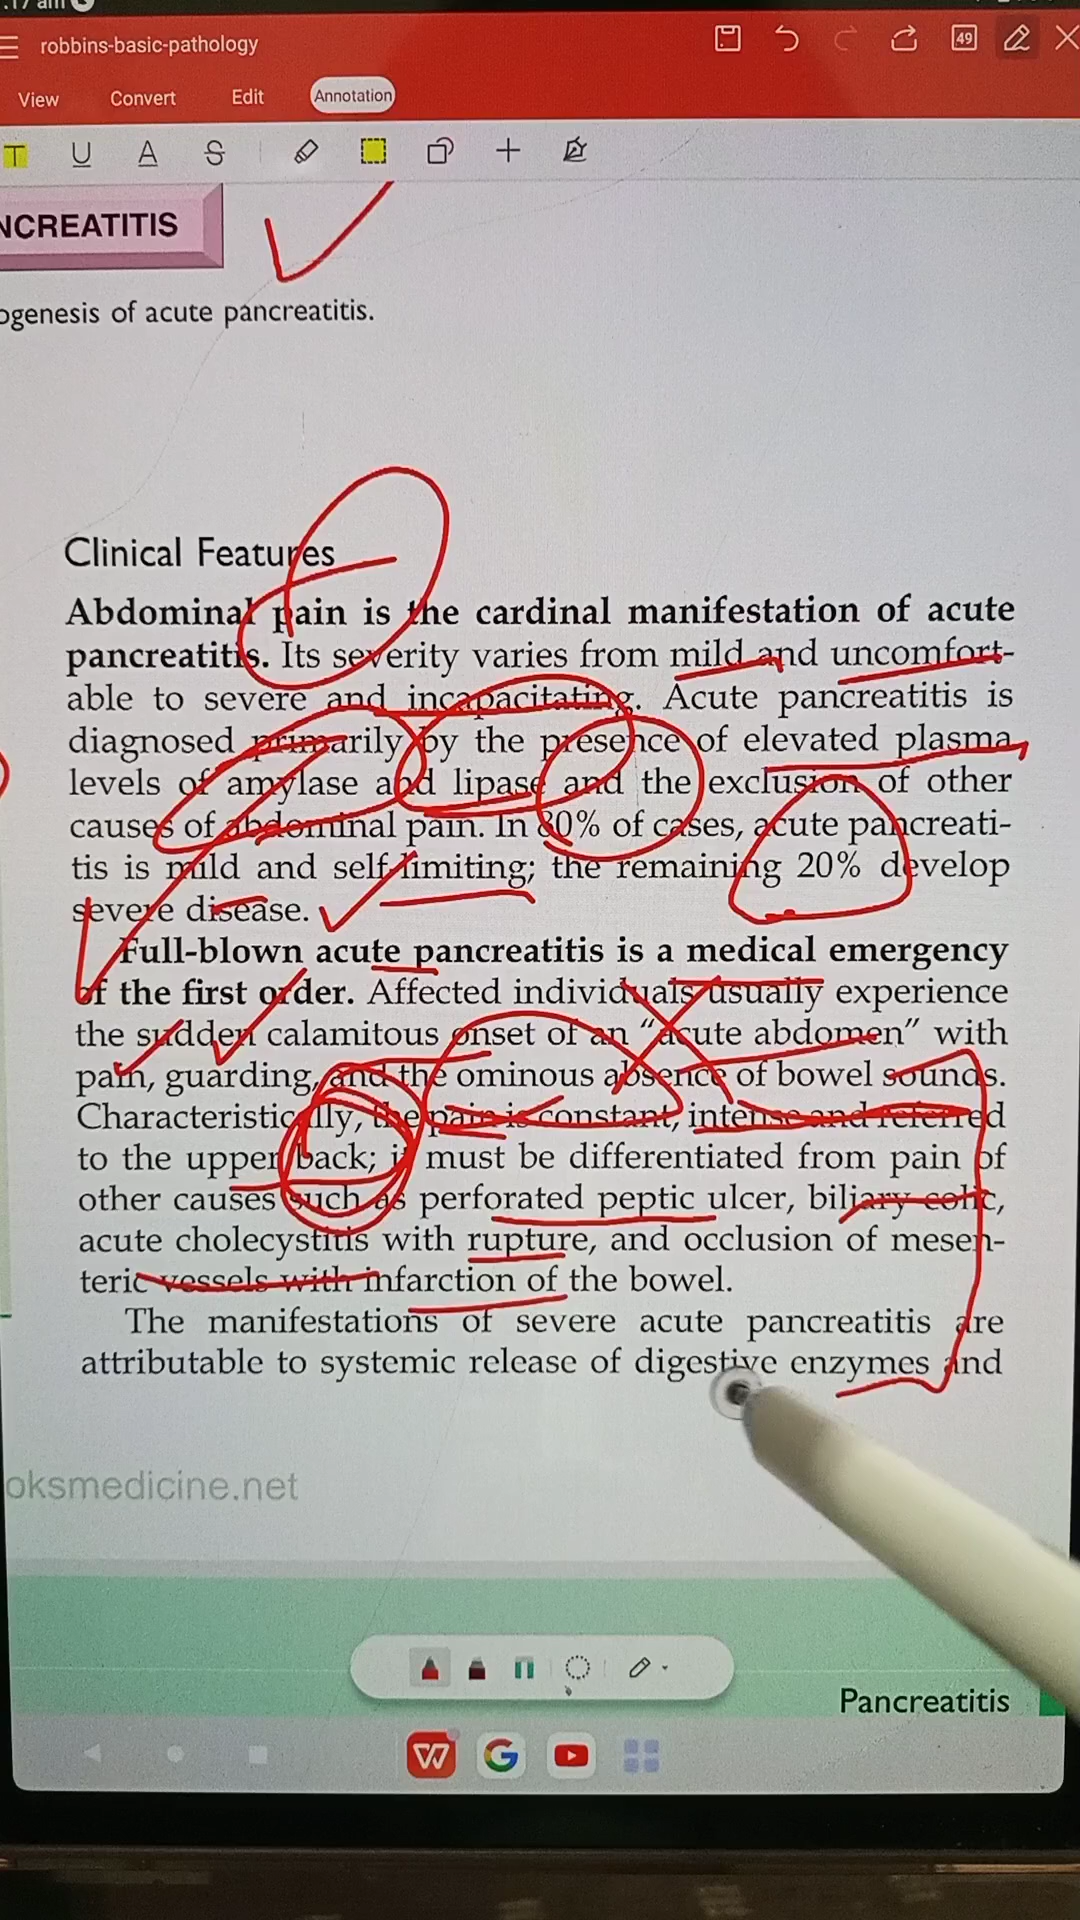 robbins-basic-pathology
49
View Convert Edit Annotation
T U A S
NCREATITIS
ogenesis of acute pancreatitis.
Clinical Features
Abdominal pain is the cardinal manifestation of acute
pancreatitis. Its severity varies from mild and uncomfort-
able to severe and incapacitating. Acute pancreatitis is
diagnosed primarily by the presence of elevated plasma
levels of amylase and lipase and the exclusion of other
causes of abdominal pain. In 80% of cases, acute pancreati-
tis is mild and self-limiting; the remaining 20% develop
severe disease.
Full-blown acute pancreatitis is a medical emergency
of the first order. Affected individuals usually experience
the sudden calamitous onset of an “acute abdomen” with
pain, guarding, and the ominous absence of bowel sounds.
Characteristically, the pain is constant, intense and referred
to the upper back; it must be differentiated from pain of
other causes such as perforated peptic ulcer, biliary colic,
acute cholecystitis with rupture, and occlusion of mesen-
teric vessels with infarction of the bowel.
The manifestations of severe acute pancreatitis are
attributable to systemic release of digestive enzymes and
oksmedicine.net
Pancreatitis